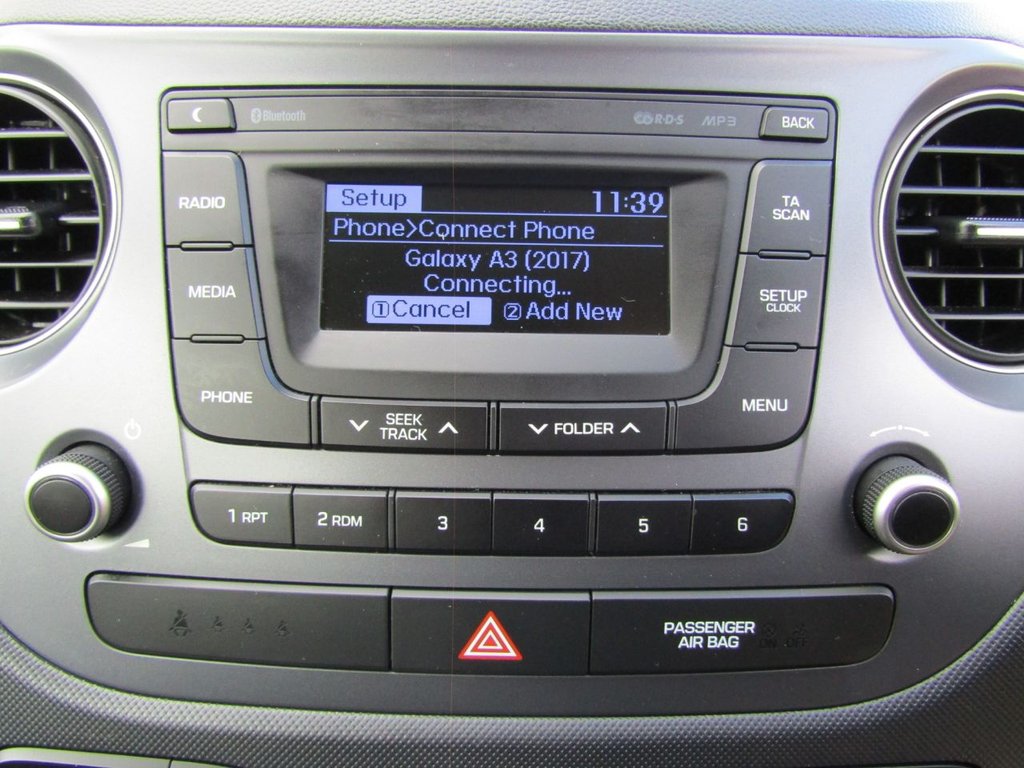 Bluetooth
R·D·S
MP3
BACK
RADIO
MEDIA
PHONE
Setup 11:39
Phone>Connect Phone
Galaxy A3 (2017)
Connecting...
①Cancel ②Add New
TA
SCAN
SETUP
CLOCK
MENU
SEEK
TRACK
FOLDER
1 RPT
2 RDM
3
4
5
6
PASSENGER
AIR BAG
ON OFF